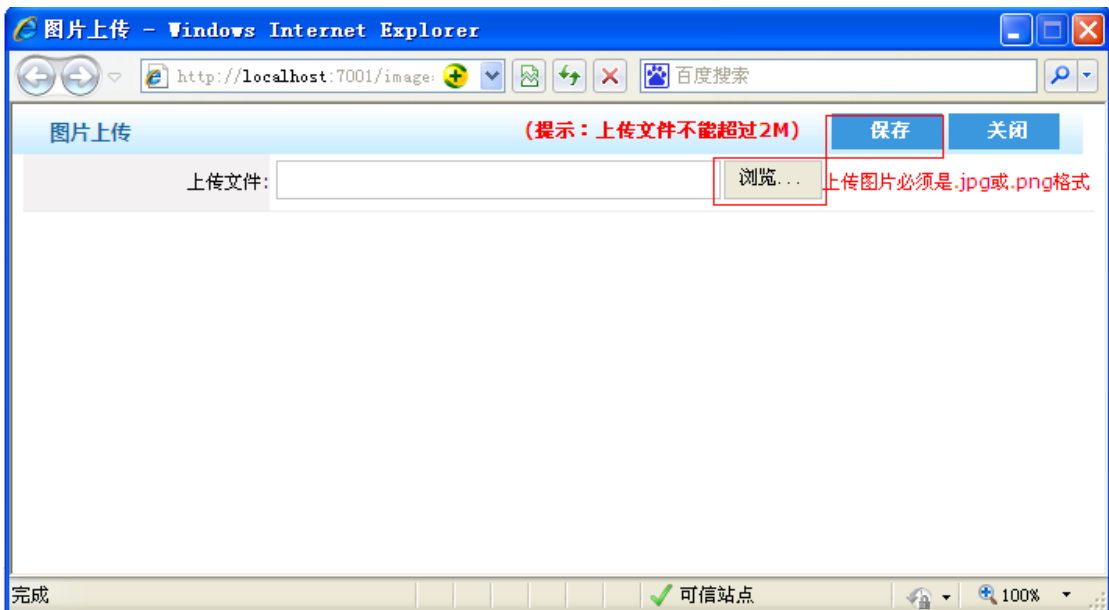 图片上传 - Windows Internet Explorer
http://localhost:7001/image: 百度搜索
图片上传 (提示：上传文件不能超过2M) 保存 关闭
上传文件: 浏览... 上传图片必须是.jpg或.png格式
完成 可信站点 100%